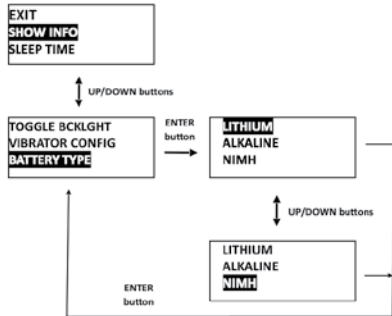 EXIT
SHOW INFO
SLEEP TIME
UP/DOWN buttons
TOGGLE BCKLGHT
VIBRATOR CONFIG
BATTERY TYPE
ENTER
button
LITHIUM
ALKALINE
NIMH
UP/DOWN buttons
LITHIUM
ALKALINE
NIMH
ENTER
button